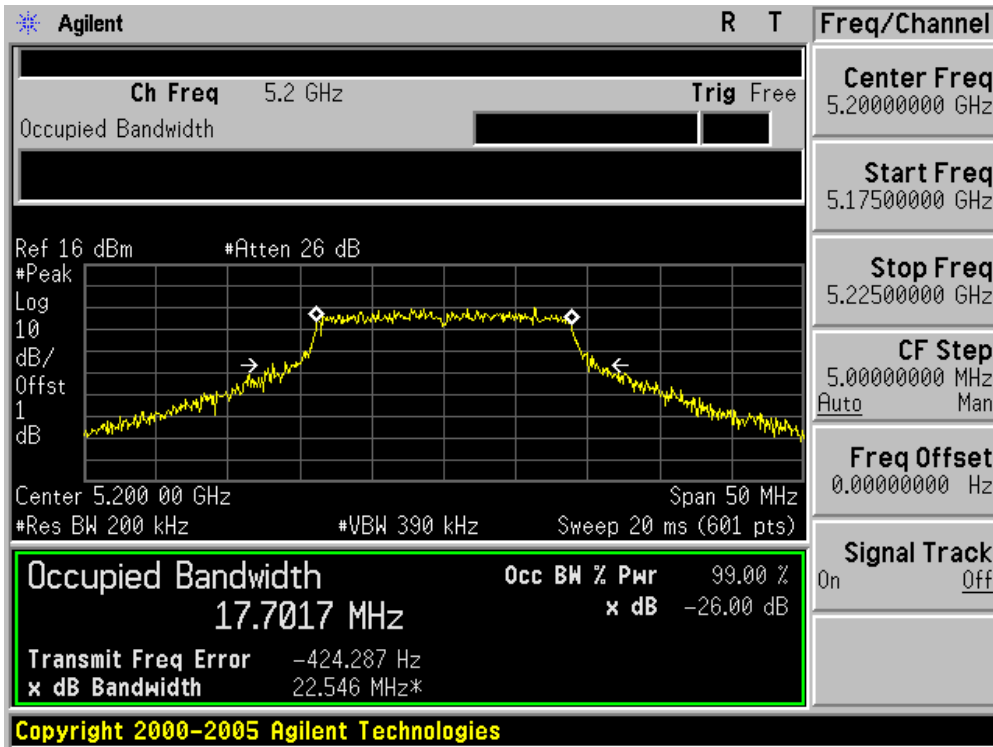 Agilent R T
Ch Freq 5.2 GHz Trig Free
Occupied Bandwidth
Ref 16 dBm #Atten 26 dB
#Peak
Log
10
dB/
Offst
1
dB
Center 5.200 00 GHz Span 50 MHz
#Res BW 200 kHz #VBW 390 kHz Sweep 20 ms (601 pts)
Occupied Bandwidth
17.7017 MHz
Occ BW % Pwr 99.00 %
x dB -26.00 dB
Transmit Freq Error -424.287 Hz
x dB Bandwidth 22.546 MHz*
Copyright 2000-2005 Agilent Technologies
Freq/Channel
Center Freq
5.20000000 GHz
Start Freq
5.17500000 GHz
Stop Freq
5.22500000 GHz
CF Step
5.00000000 MHz
Auto Man
Freq Offset
0.00000000 Hz
Signal Track
On Off